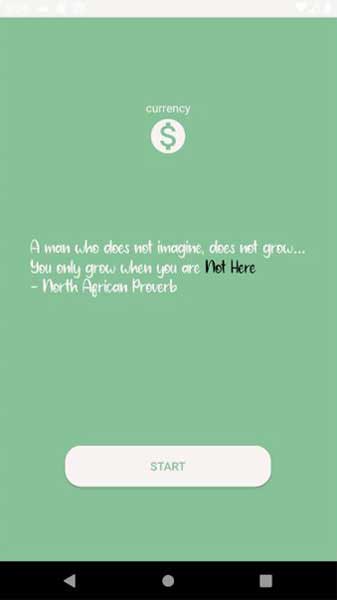 currency
$
A man who does not imagine, does not grow...
You only grow when you are Not Here
- North African Proverb
START